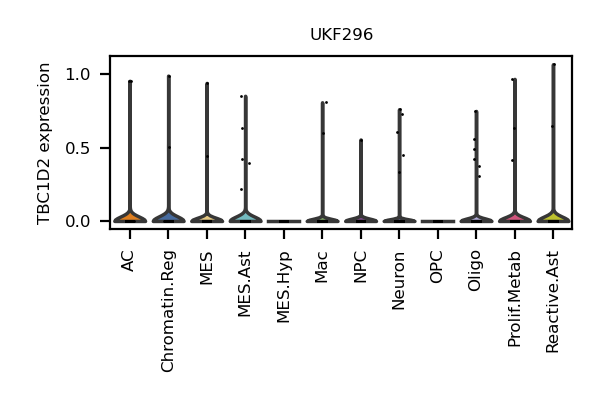 UKF296
TBC1D2 expression
1.0
0.5
0.0
AC
Chromatin.Reg
MES
MES.Ast
MES.Hyp
Mac
NPC
Neuron
OPC
Oligo
Prolif.Metab
Reactive.Ast